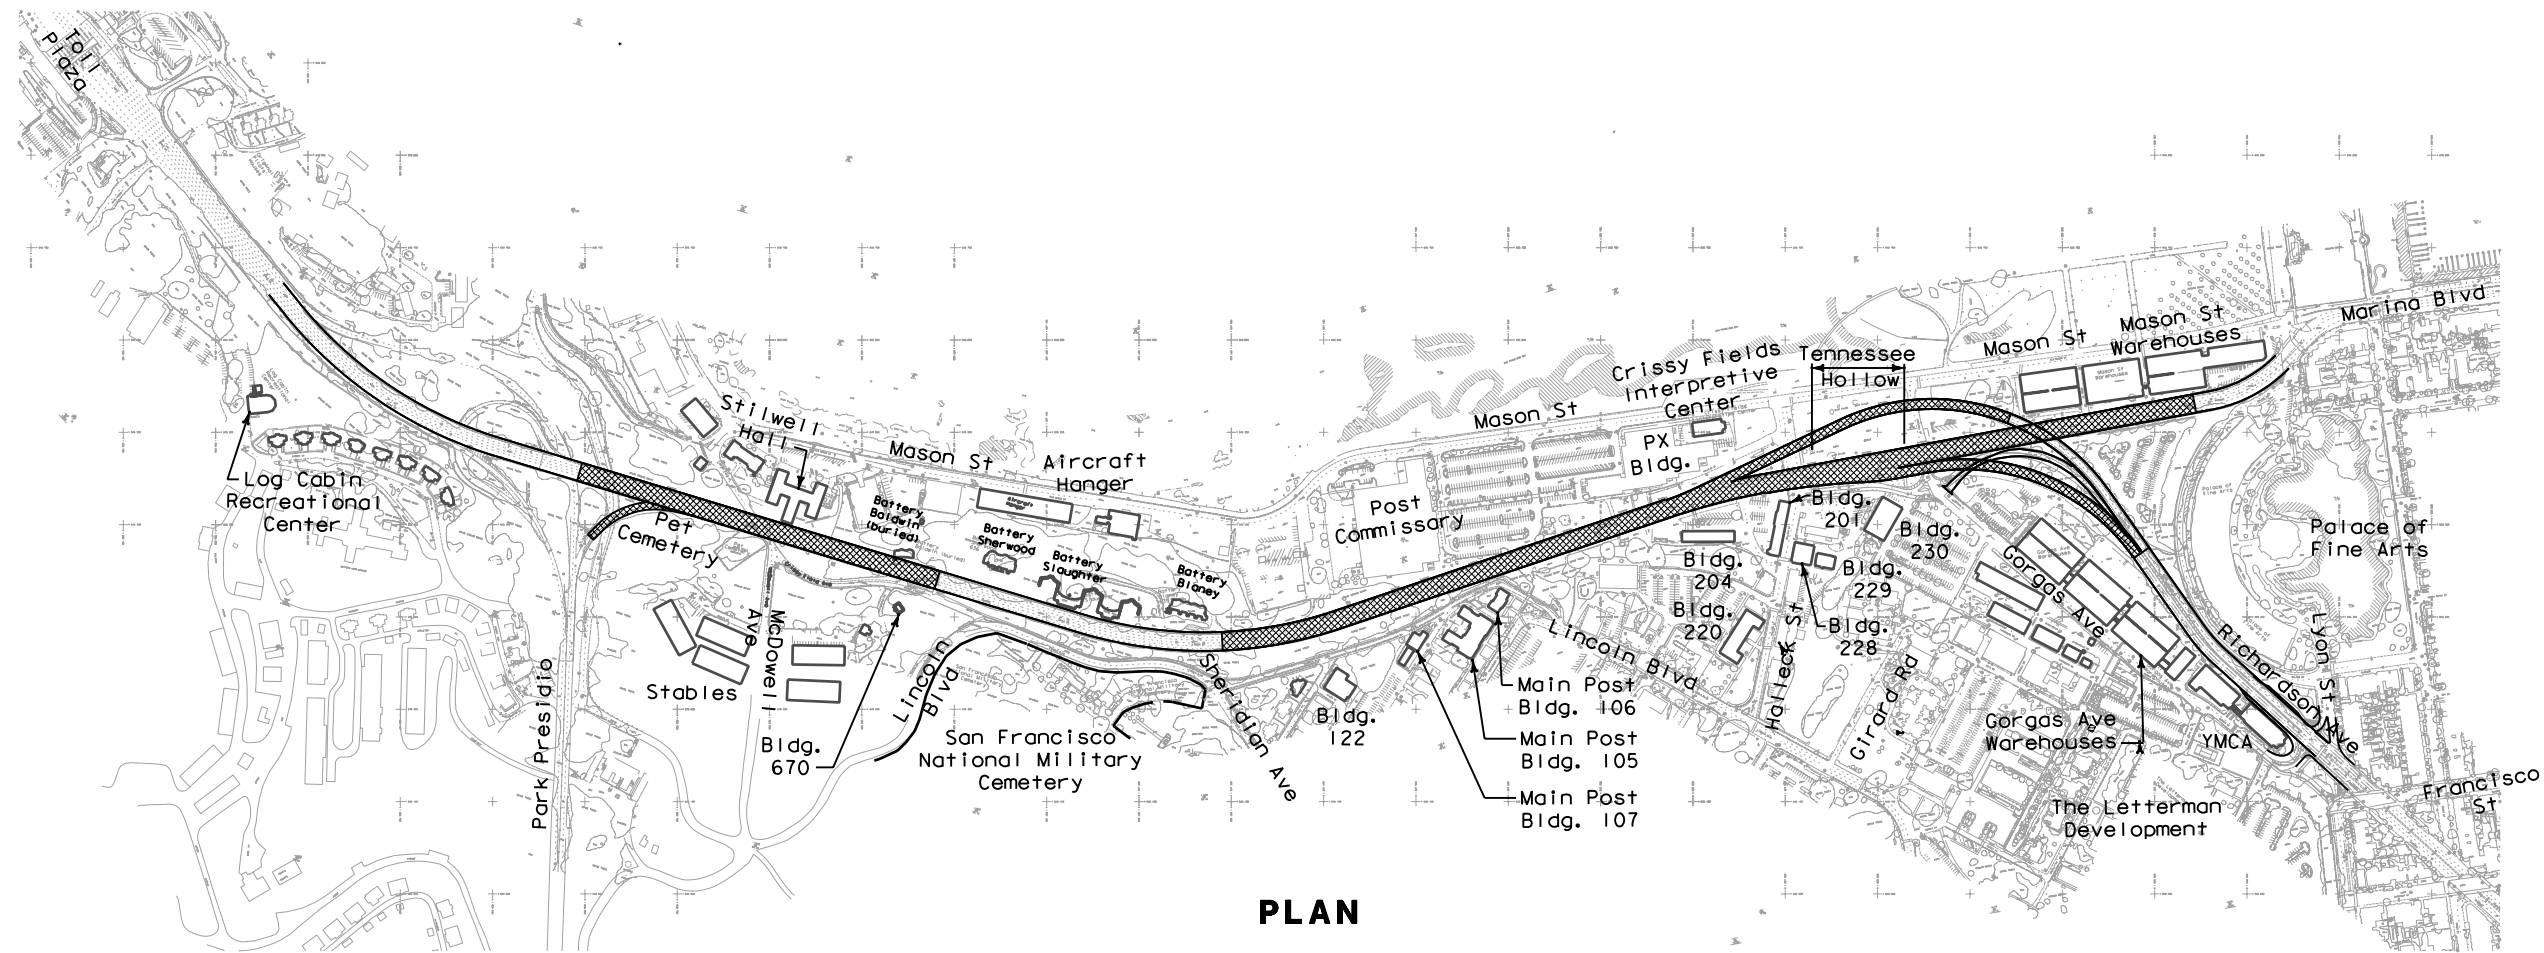 Toll
Plaza
Log Cabin
Recreational
Center
Park Presidio
Pet
Cemetery
Stilwell
Hall
Stables
McDowell
Ave
Bldg.
670
Mason St
Aircraft
Hanger
Battery
Baldwin
(buried)
Battery
Sherwood
Battery
Slaughter
Battery
Blaney
Lincoln
Blvd
San Francisco
National Military
Cemetery
Sheridian Ave
Bldg.
122
Post
Commissary
Mason St
Crissy Fields
Interpretive
Center
PX
Bldg.
Tennessee
Hollow
Mason St
Mason St
Warehouses
Marina Blvd
Bldg.
201
Bldg.
204
Bldg.
220
Bldg.
230
Bldg.
229
Bldg.
228
Lincoln Blvd
Halleck St
Girard Rd
Main Post
Bldg. 106
Main Post
Bldg. 105
Main Post
Bldg. 107
Gorgas Ave
Gorgas Ave
Warehouses
YMCA
The Letterman
Development
Palace of
Fine Arts
Richardson Ave
Lyon St
Francisco
St
PLAN